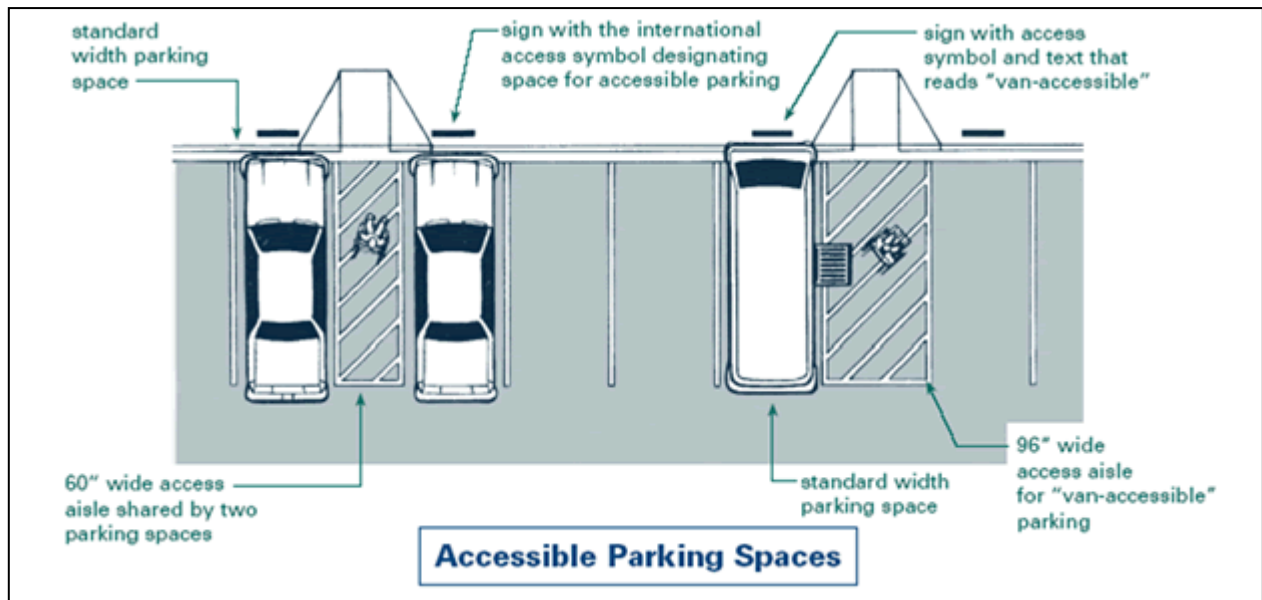 standard
width parking
space
sign with the international
access symbol designating
space for accessible parking
sign with access
symbol and text that
reads “van-accessible”
60” wide access
aisle shared by two
parking spaces
standard width
parking space
96” wide
access aisle
for “van-accessible”
parking
Accessible Parking Spaces